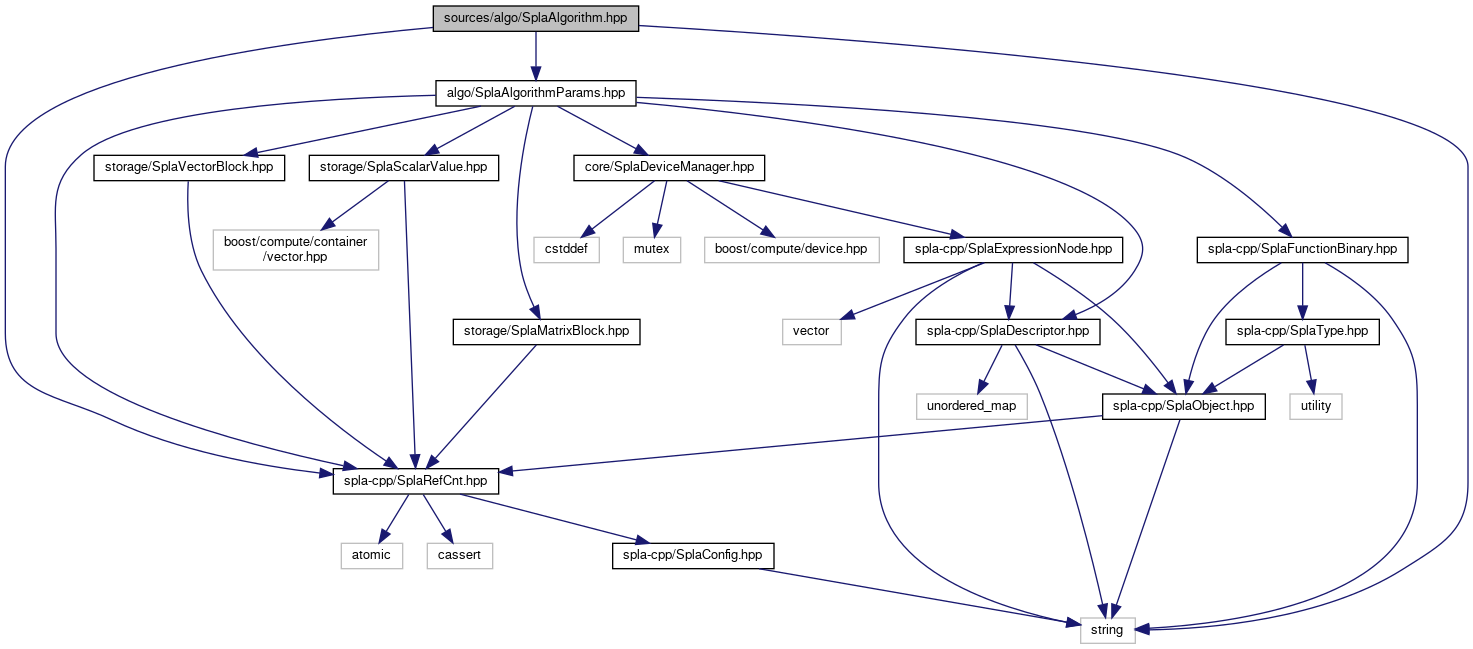 sources/algo/SplaAlgorithm.hpp
algo/SplaAlgorithmParams.hpp
storage/SplaVectorBlock.hpp
storage/SplaScalarValue.hpp
core/SplaDeviceManager.hpp
boost/compute/container
/vector.hpp
cstddef
mutex
boost/compute/device.hpp
spla-cpp/SplaExpressionNode.hpp
spla-cpp/SplaFunctionBinary.hpp
storage/SplaMatrixBlock.hpp
vector
spla-cpp/SplaDescriptor.hpp
spla-cpp/SplaType.hpp
unordered_map
spla-cpp/SplaObject.hpp
utility
spla-cpp/SplaRefCnt.hpp
atomic
cassert
spla-cpp/SplaConfig.hpp
string